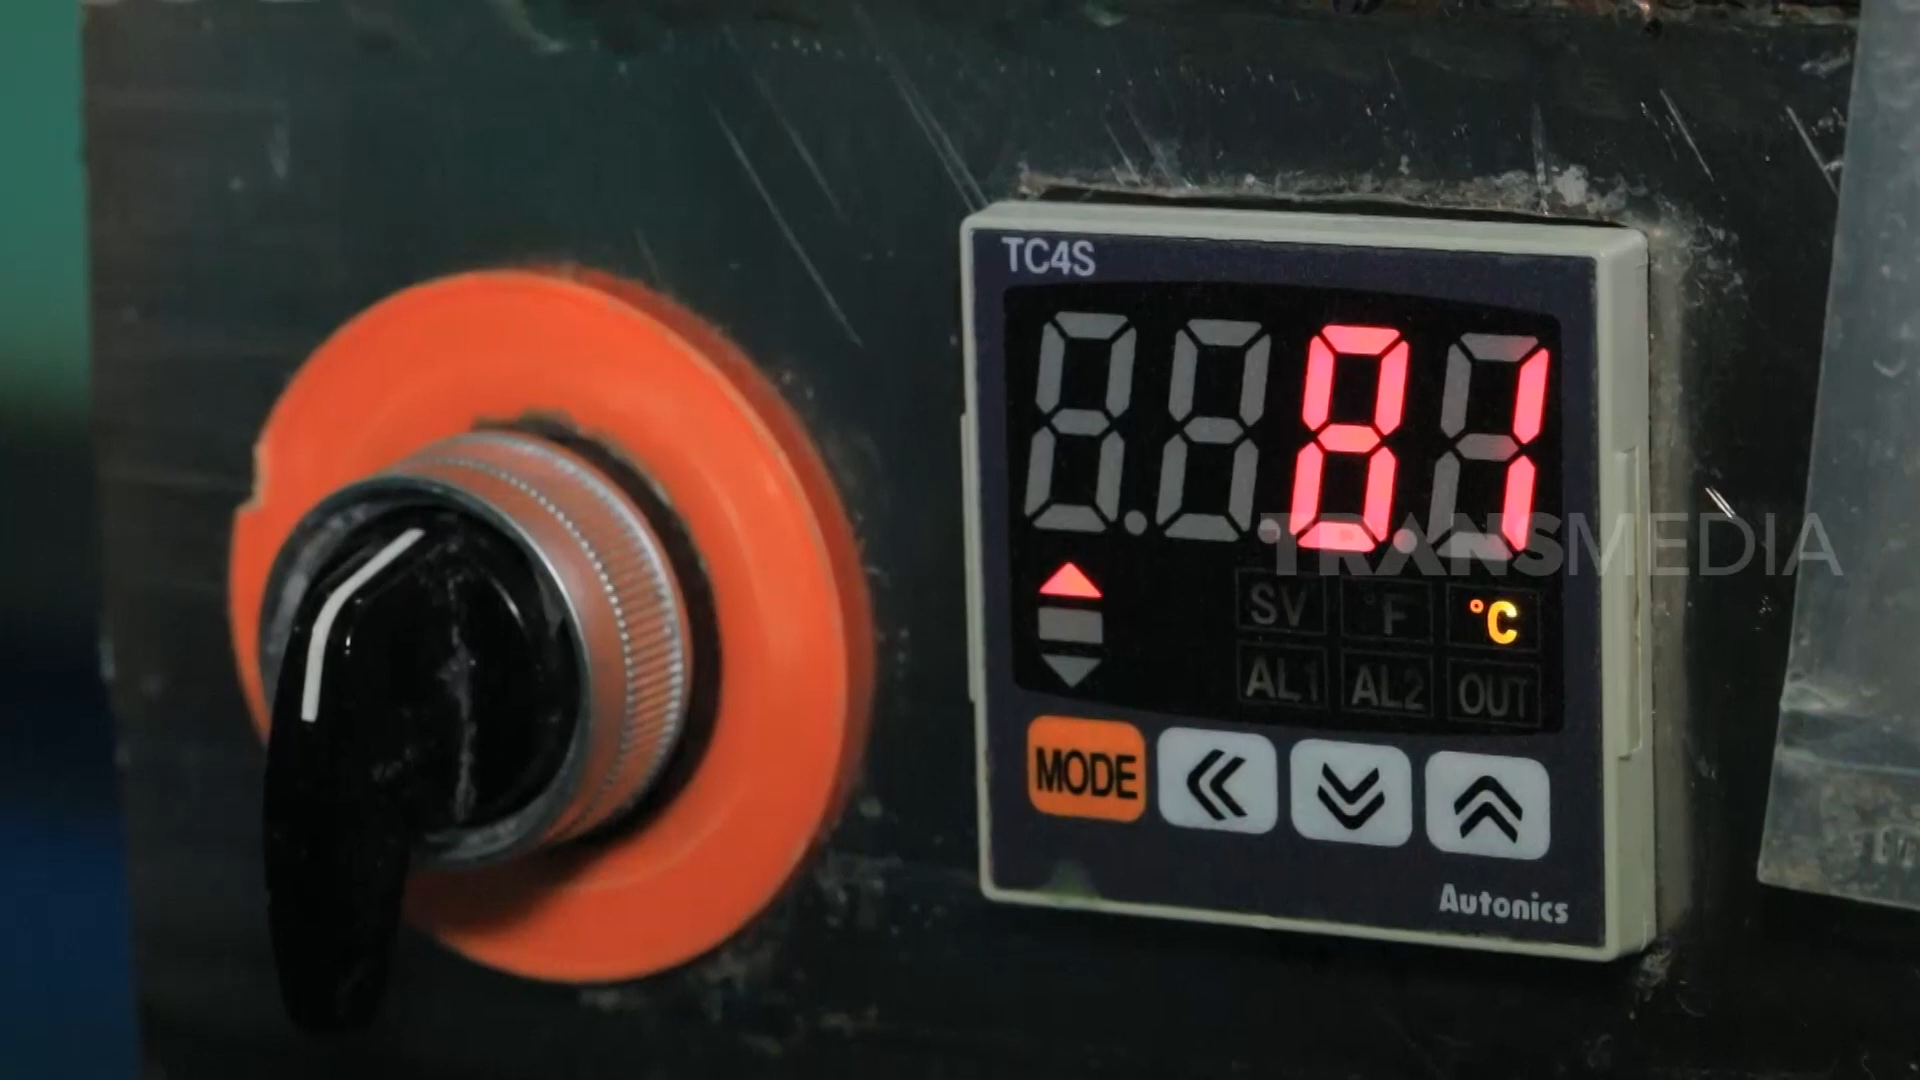 TC4S
81
TRANSMEDIA
SV °F °C
AL1 AL2 OUT
MODE
Autonics